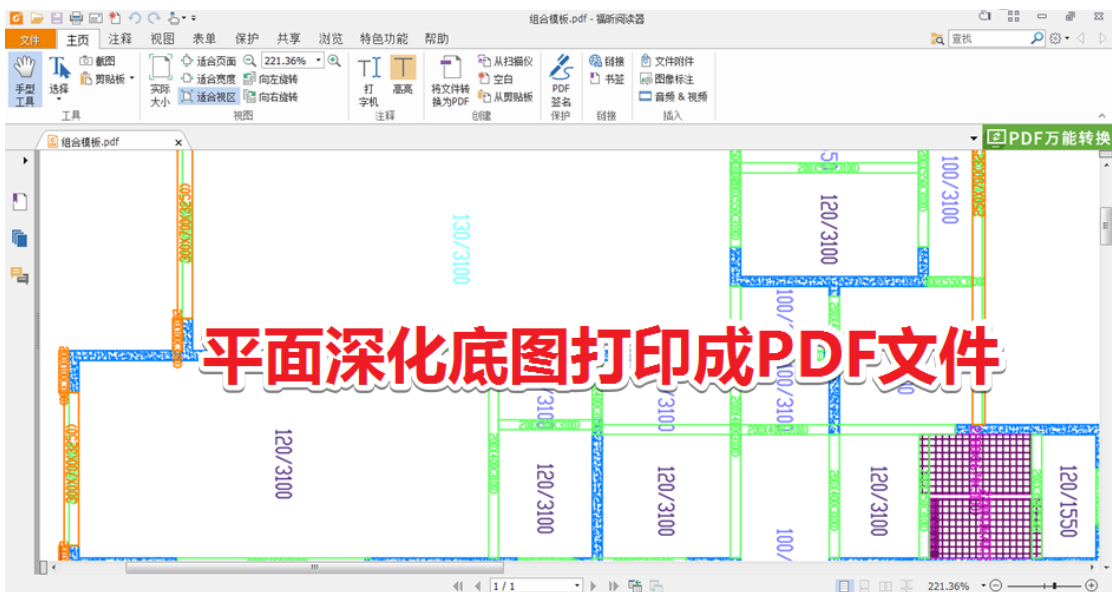 组合模板.pdf - 福昕阅读器
文件 主页 注释 视图 表单 保护 共享 浏览 特色功能 帮助 查找
手型工具 选择 截图 剪贴板 实际大小 适合页面 适合宽度 适合视区 221.36% 向左旋转 向右旋转 打字机 高亮 将文件转换为PDF 从扫描仪 空白 从剪贴板 PDF签名 链接 书签 文件附件 图像标注 音频 & 视频
工具 视图 注释 创建 保护 链接 插入
组合模板.pdf PDF万能转换
100/3100
120/3100
130/3100
平面深化底图打印成PDF文件
120/3100
120/3100
120/3100
120/3100
120/1550
100/
1 / 1 221.36%